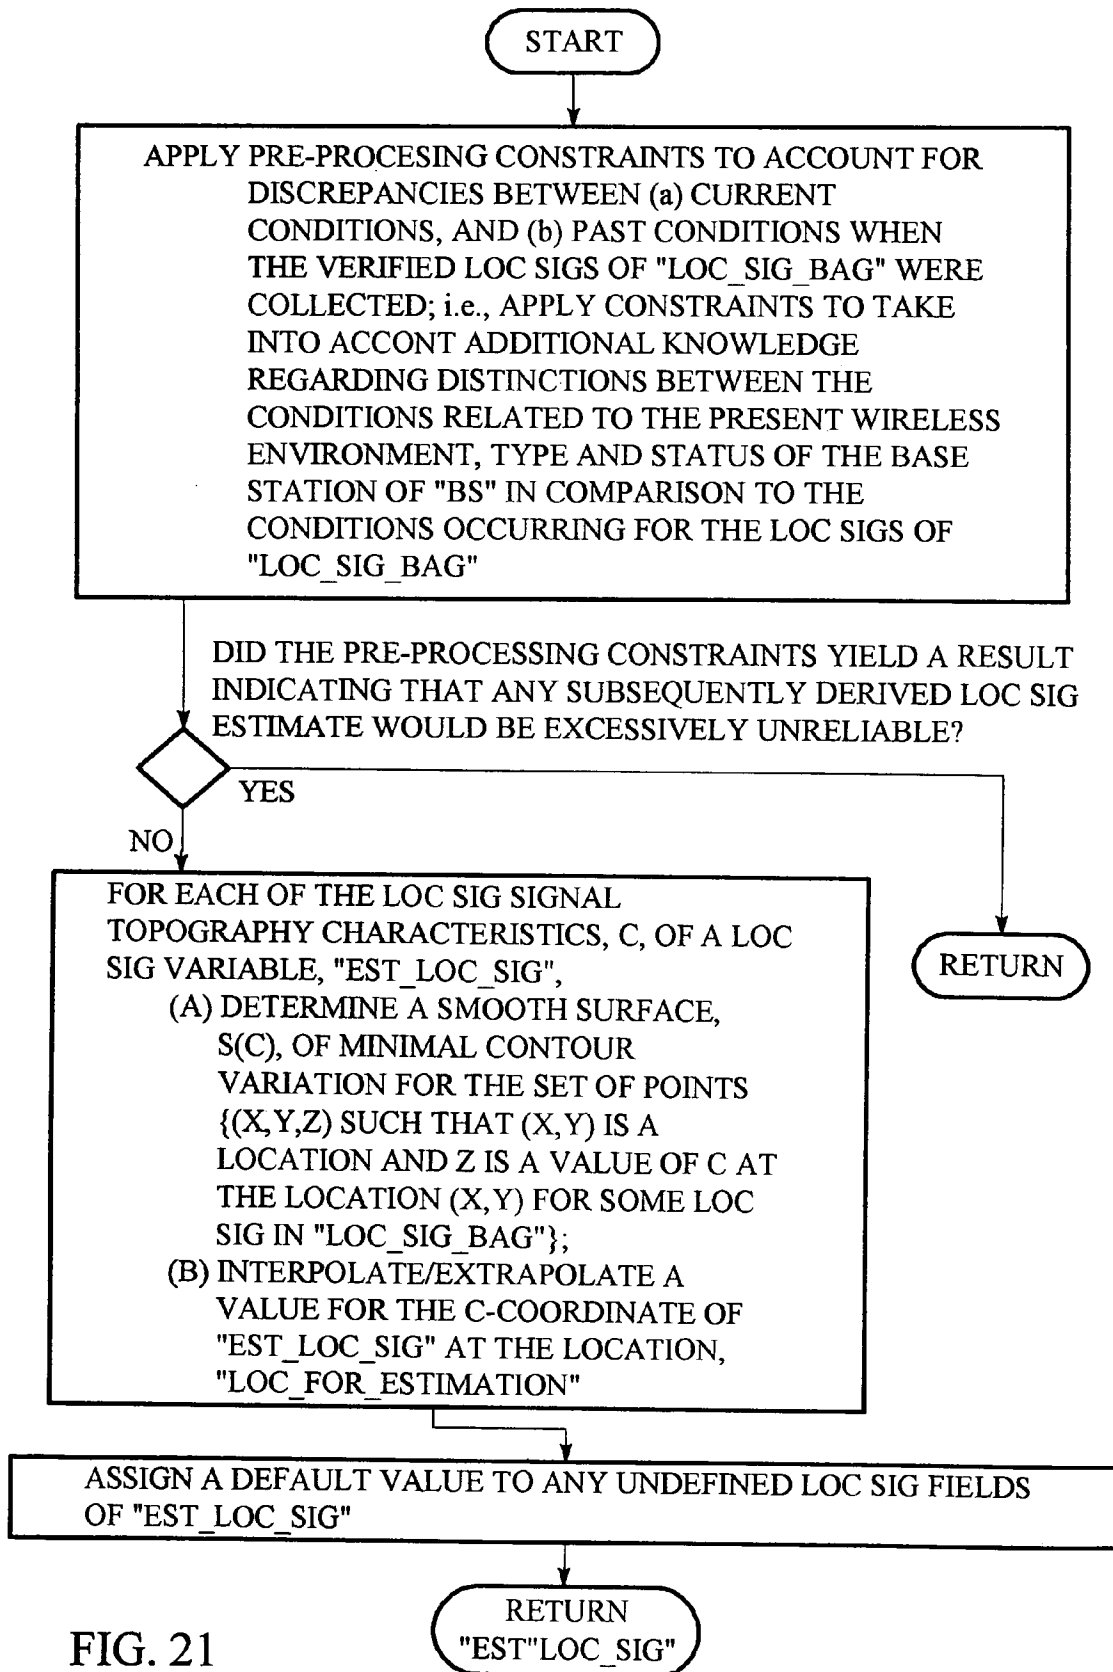 START
APPLY PRE-PROCESING CONSTRAINTS TO ACCOUNT FOR
DISCREPANCIES BETWEEN (a) CURRENT
CONDITIONS, AND (b) PAST CONDITIONS WHEN
THE VERIFIED LOC SIGS OF "LOC_SIG_BAG" WERE
COLLECTED; i.e., APPLY CONSTRAINTS TO TAKE
INTO ACCONT ADDITIONAL KNOWLEDGE
REGARDING DISTINCTIONS BETWEEN THE
CONDITIONS RELATED TO THE PRESENT WIRELESS
ENVIRONMENT, TYPE AND STATUS OF THE BASE
STATION OF "BS" IN COMPARISON TO THE
CONDITIONS OCCURRING FOR THE LOC SIGS OF
"LOC_SIG_BAG"
DID THE PRE-PROCESSING CONSTRAINTS YIELD A RESULT
INDICATING THAT ANY SUBSEQUENTLY DERIVED LOC SIG
ESTIMATE WOULD BE EXCESSIVELY UNRELIABLE?
YES
NO
FOR EACH OF THE LOC SIG SIGNAL
TOPOGRAPHY CHARACTERISTICS, C, OF A LOC
SIG VARIABLE, "EST_LOC_SIG",
(A) DETERMINE A SMOOTH SURFACE,
S(C), OF MINIMAL CONTOUR
VARIATION FOR THE SET OF POINTS
{(X,Y,Z) SUCH THAT (X,Y) IS A
LOCATION AND Z IS A VALUE OF C AT
THE LOCATION (X,Y) FOR SOME LOC
SIG IN "LOC_SIG_BAG"};
(B) INTERPOLATE/EXTRAPOLATE A
VALUE FOR THE C-COORDINATE OF
"EST_LOC_SIG" AT THE LOCATION,
"LOC_FOR_ESTIMATION"
RETURN
ASSIGN A DEFAULT VALUE TO ANY UNDEFINED LOC SIG FIELDS
OF "EST_LOC_SIG"
RETURN
"EST"LOC_SIG"
FIG. 21